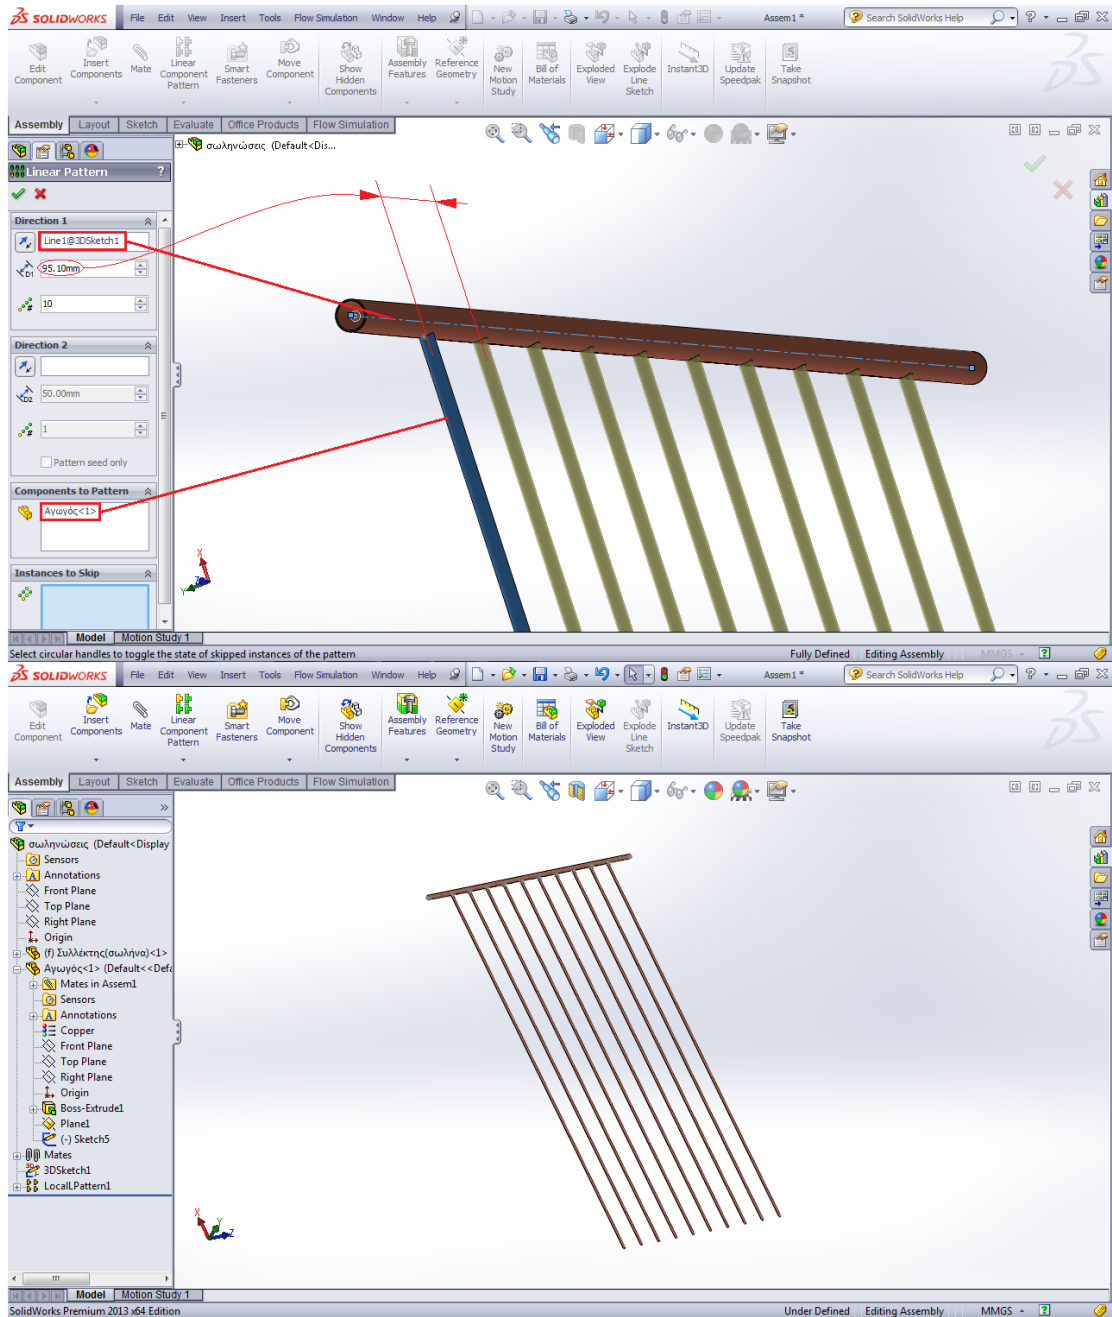 SOLIDWORKS File Edit View Insert Tools Flow Simulation Window Help Assem1 * Search SolidWorks Help
Edit Component
Insert Components
Mate
Linear Component Pattern
Smart Fasteners
Move Component
Show Hidden Components
Assembly Features
Reference Geometry
New Motion Study
Bill of Materials
Exploded View
Explode Line Sketch
Instant3D
Update Speedpak
Take Snapshot
Assembly Layout Sketch Evaluate Office Products Flow Simulation
σωληνώσεις (Default<Dis...
Linear Pattern ?
Direction 1
Line1@3DSketch1
D1 95.10mm
# 10
Direction 2
D2 50.00mm
# 1
Pattern seed only
Components to Pattern
Αγωγός<1>
Instances to Skip
X
Y Z
Model Motion Study 1
Select circular handles to toggle the state of skipped instances of the pattern Fully Defined Editing Assembly MMGS
SOLIDWORKS File Edit View Insert Tools Flow Simulation Window Help Assem1 * Search SolidWorks Help
Edit Component
Insert Components
Mate
Linear Component Pattern
Smart Fasteners
Move Component
Show Hidden Components
Assembly Features
Reference Geometry
New Motion Study
Bill of Materials
Exploded View
Explode Line Sketch
Instant3D
Update Speedpak
Take Snapshot
Assembly Layout Sketch Evaluate Office Products Flow Simulation
σωληνώσεις (Default<Display
Sensors
Annotations
Front Plane
Top Plane
Right Plane
Origin
(f) Συλλέκτης(σωλήνα)<1>
Αγωγός<1> (Default<<Defa
Mates in Assem1
Sensors
Annotations
Copper
Front Plane
Top Plane
Right Plane
Origin
Boss-Extrude1
Plane1
(-) Sketch5
Mates
3DSketch1
LocalLPattern1
X Y Z
Model Motion Study 1
SolidWorks Premium 2013 x64 Edition Under Defined Editing Assembly MMGS